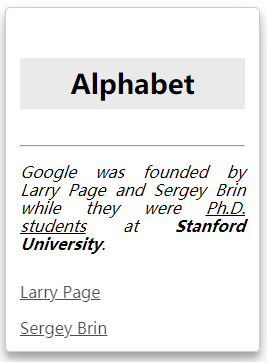 Alphabet
Google was founded by
Larry Page and Sergey Brin
while they were Ph.D.
students at Stanford
University.
Larry Page
Sergey Brin